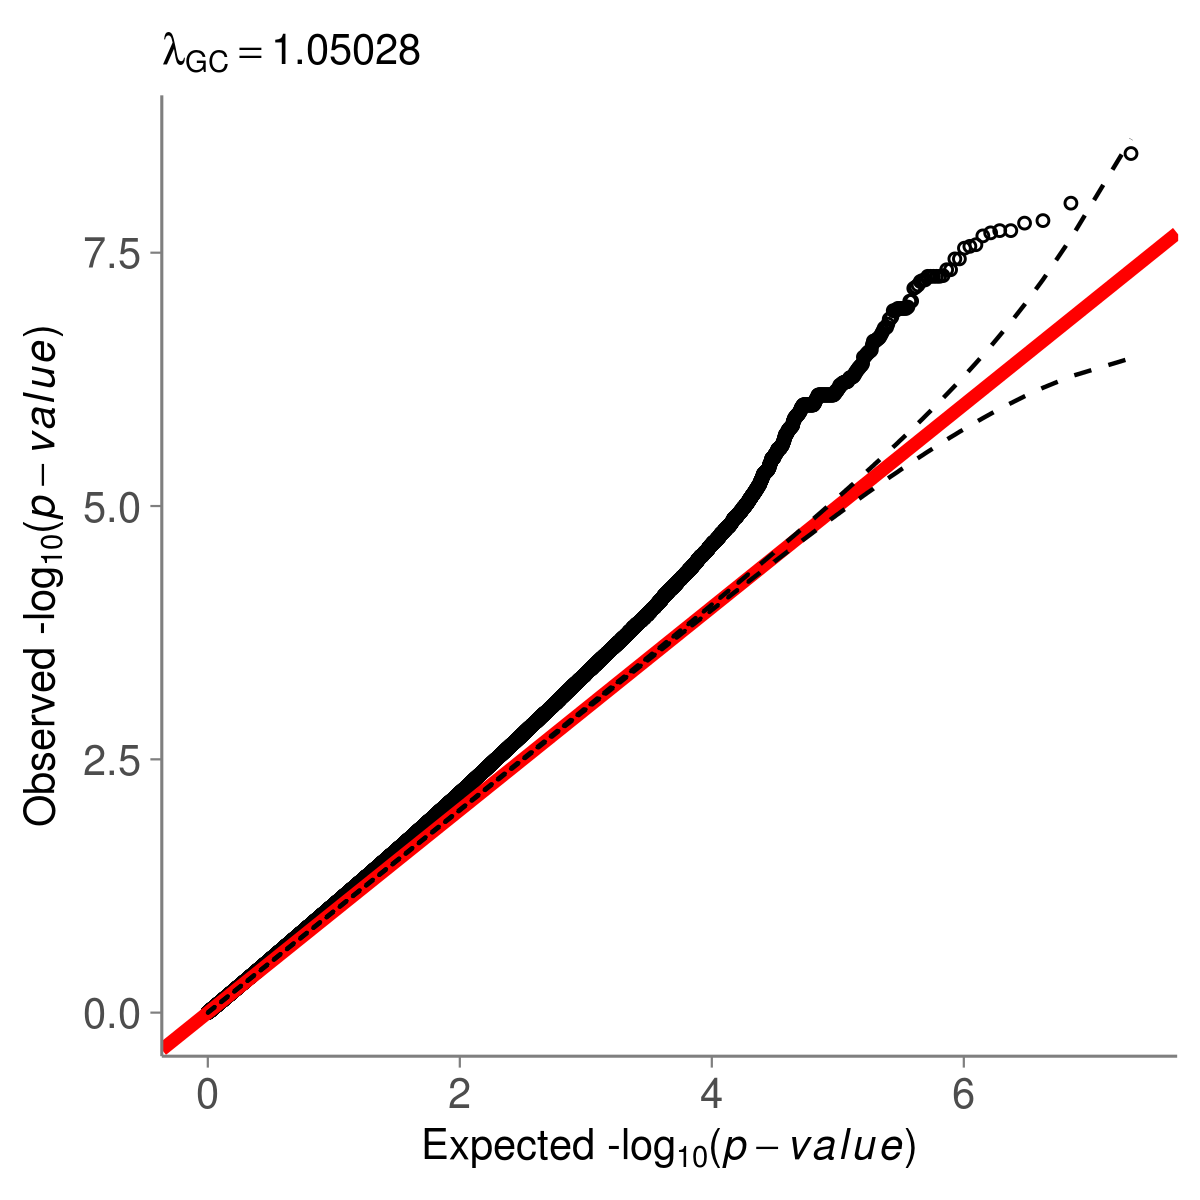 λGC = 1.05028
Observed -log10(p − value)
7.5
5.0
2.5
0.0
0 2 4 6
Expected -log10(p − value)